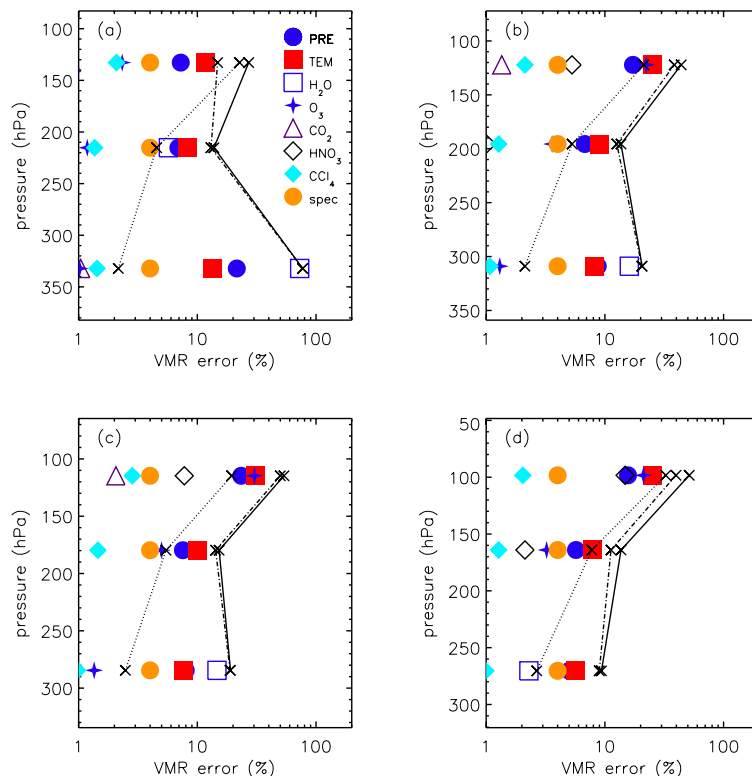 (a)
PRE
TEM
H2O
O3
CO2
HNO3
CCl4
spec
100
150
200
250
300
350
pressure (hPa)
1
10
100
VMR error (%)
(b)
100
150
200
250
300
350
pressure (hPa)
1
10
100
VMR error (%)
(c)
100
150
200
250
300
pressure (hPa)
1
10
100
VMR error (%)
(d)
50
100
150
200
250
300
pressure (hPa)
1
10
100
VMR error (%)